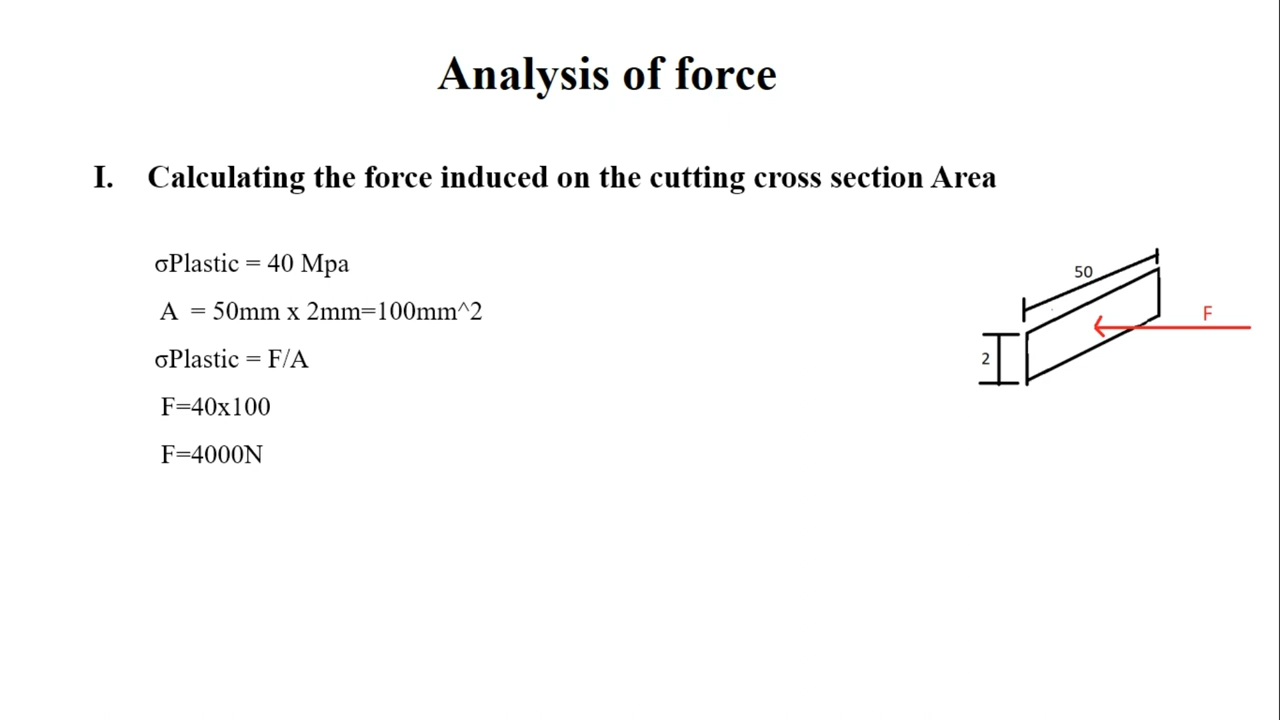 Analysis of force
I. Calculating the force induced on the cutting cross section Area
σPlastic = 40 Mpa
A = 50mm x 2mm=100mm^2
σPlastic = F/A
F=40x100
F=4000N
50
F
2